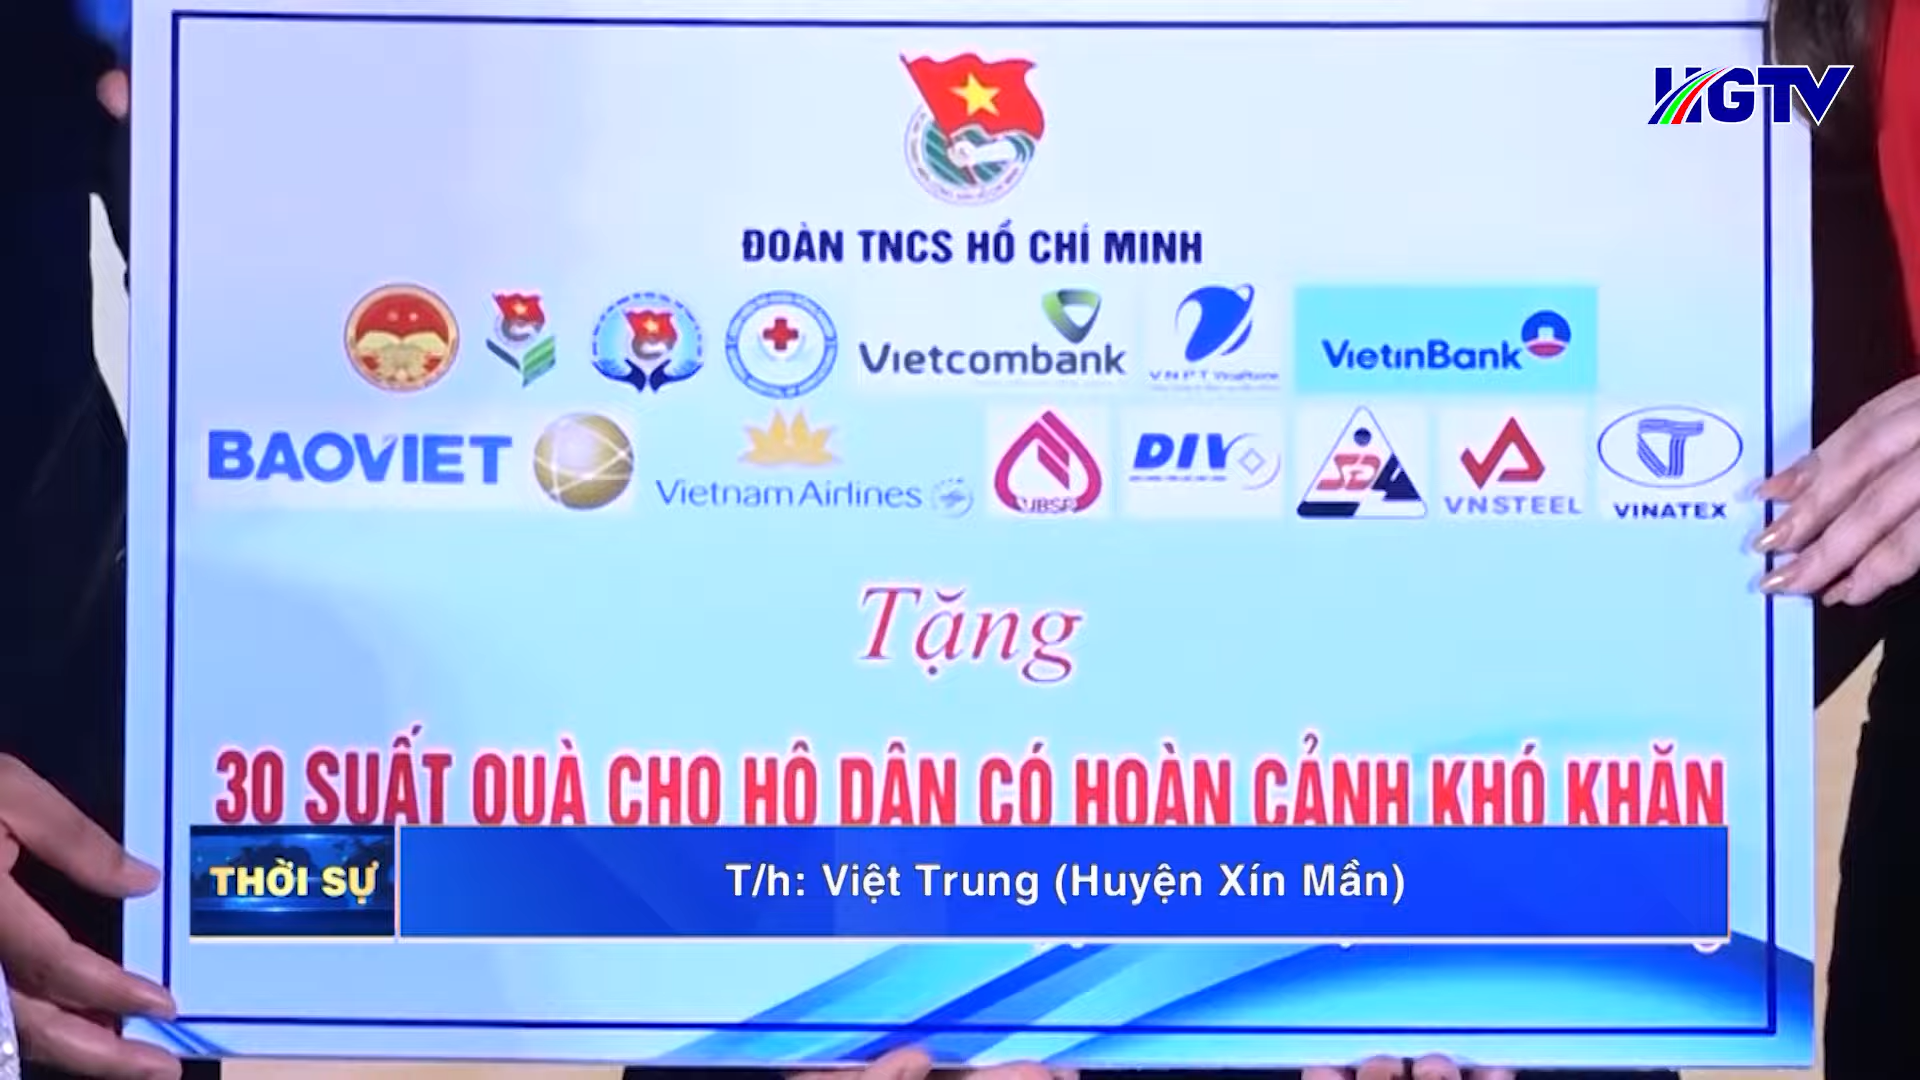 HGTV
ĐOÀN TNCS HỒ CHÍ MINH
Vietcombank
VNPT
VietinBank
BAOVIET
Vietnam Airlines
DIV
VNSTEEL
VINATEX
Tặng
30 SUẤT QUÀ CHO HỘ DÂN CÓ HOÀN CẢNH KHÓ KHĂN
THỜI SỰ
T/h: Việt Trung (Huyện Xín Mần)